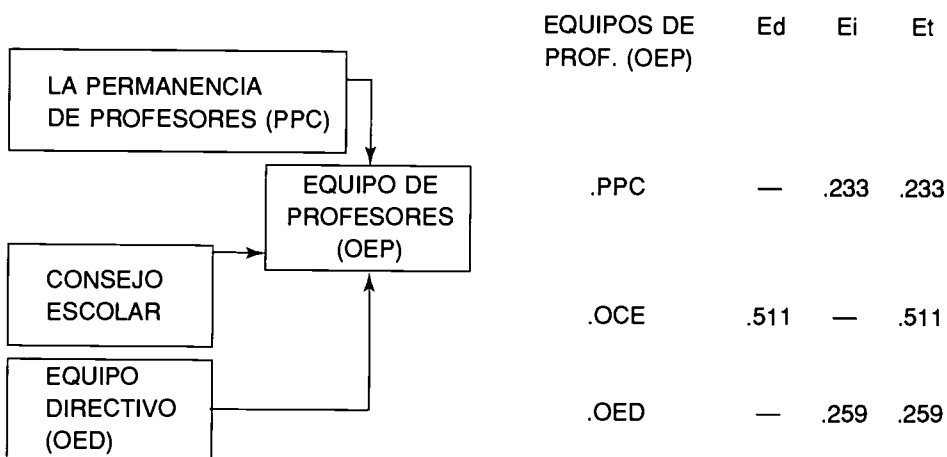 LA PERMANENCIA
DE PROFESORES (PPC)
EQUIPO DE
PROFESORES
(OEP)
CONSEJO
ESCOLAR
EQUIPO
DIRECTIVO
(OED)
EQUIPOS DE Ed Ei Et
PROF. (OEP)
.PPC — .233 .233
.OCE .511 — .511
.OED — .259 .259